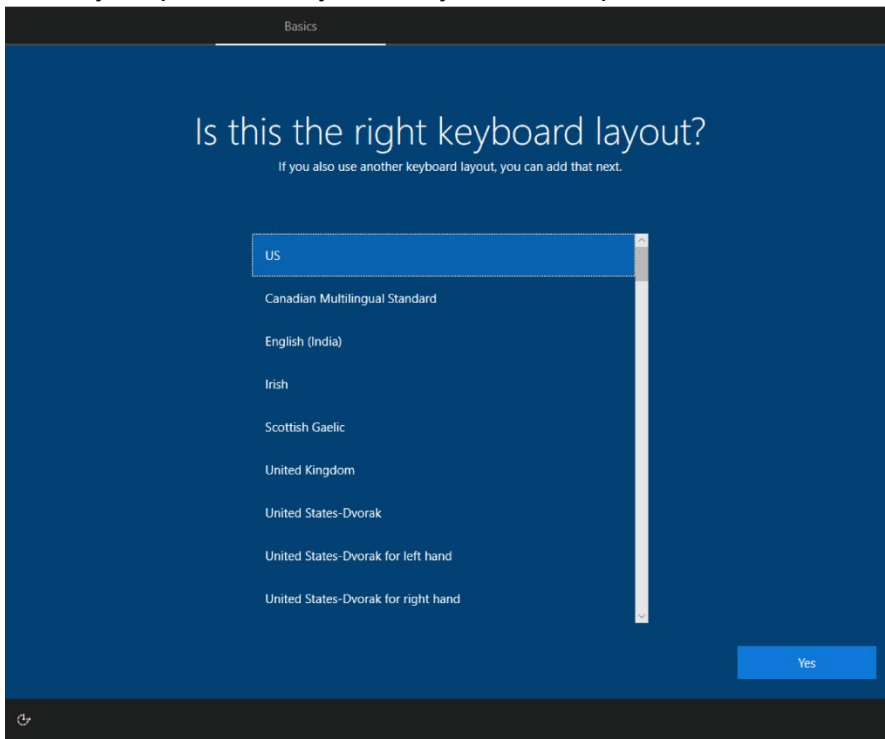 Basics
Is this the right keyboard layout?
If you also use another keyboard layout, you can add that next.
US
Canadian Multilingual Standard
English (India)
Irish
Scottish Gaelic
United Kingdom
United States-Dvorak
United States-Dvorak for left hand
United States-Dvorak for right hand
Yes